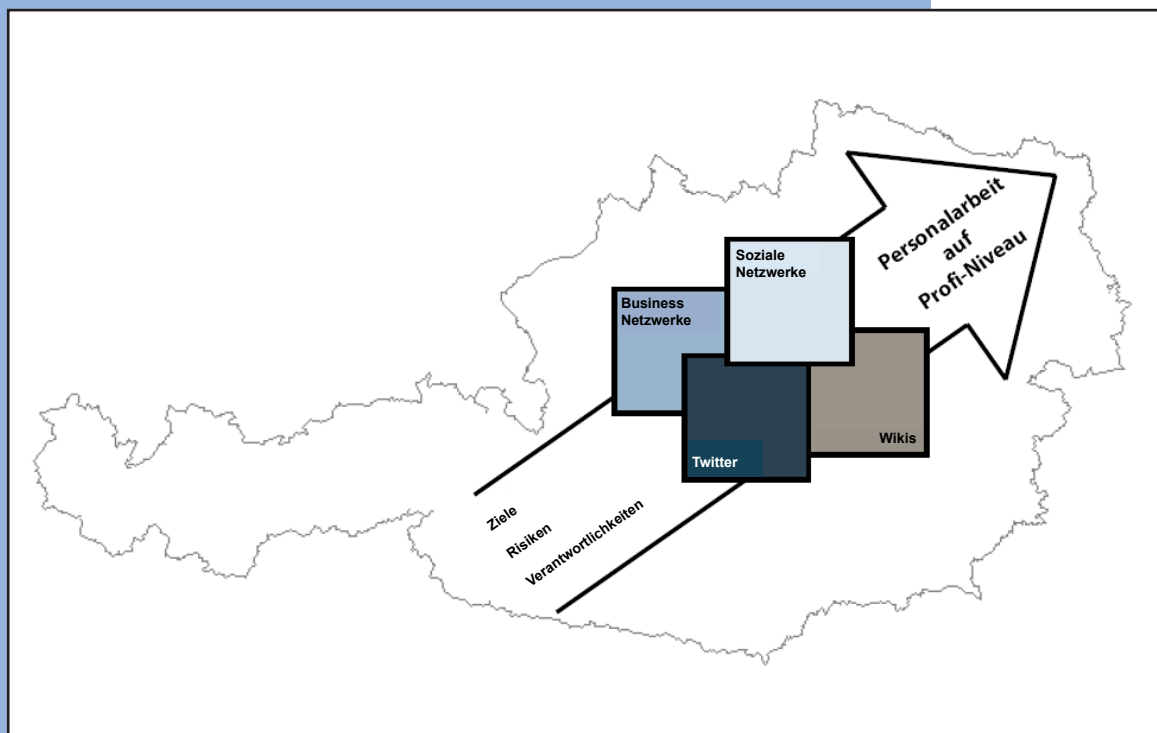 Personalarbeit
auf
Profi-Niveau
Soziale
Netzwerke
Business
Netzwerke
Wikis
Twitter
Ziele
Risiken
Verantwortlichkeiten